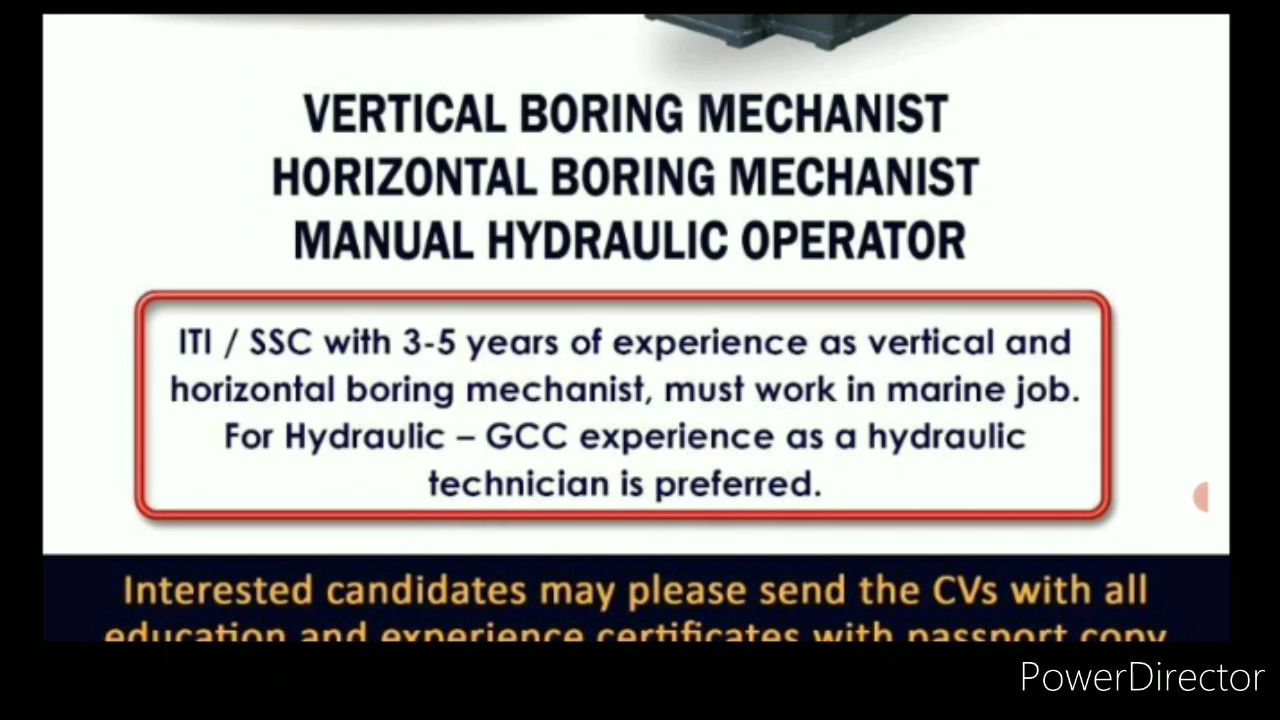 VERTICAL BORING MECHANIST
HORIZONTAL BORING MECHANIST
MANUAL HYDRAULIC OPERATOR
ITI / SSC with 3-5 years of experience as vertical and
horizontal boring mechanist, must work in marine job.
For Hydraulic – GCC experience as a hydraulic
technician is preferred.
Interested candidates may please send the CVs with all
education and experience certificates with passport copy
PowerDirector